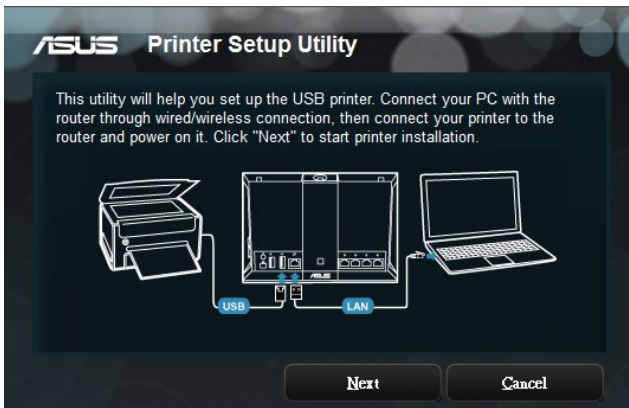 ASUS Printer Setup Utility
This utility will help you set up the USB printer. Connect your PC with the
router through wired/wireless connection, then connect your printer to the
router and power on it. Click "Next" to start printer installation.
ASUS
USB
LAN
Next
Cancel